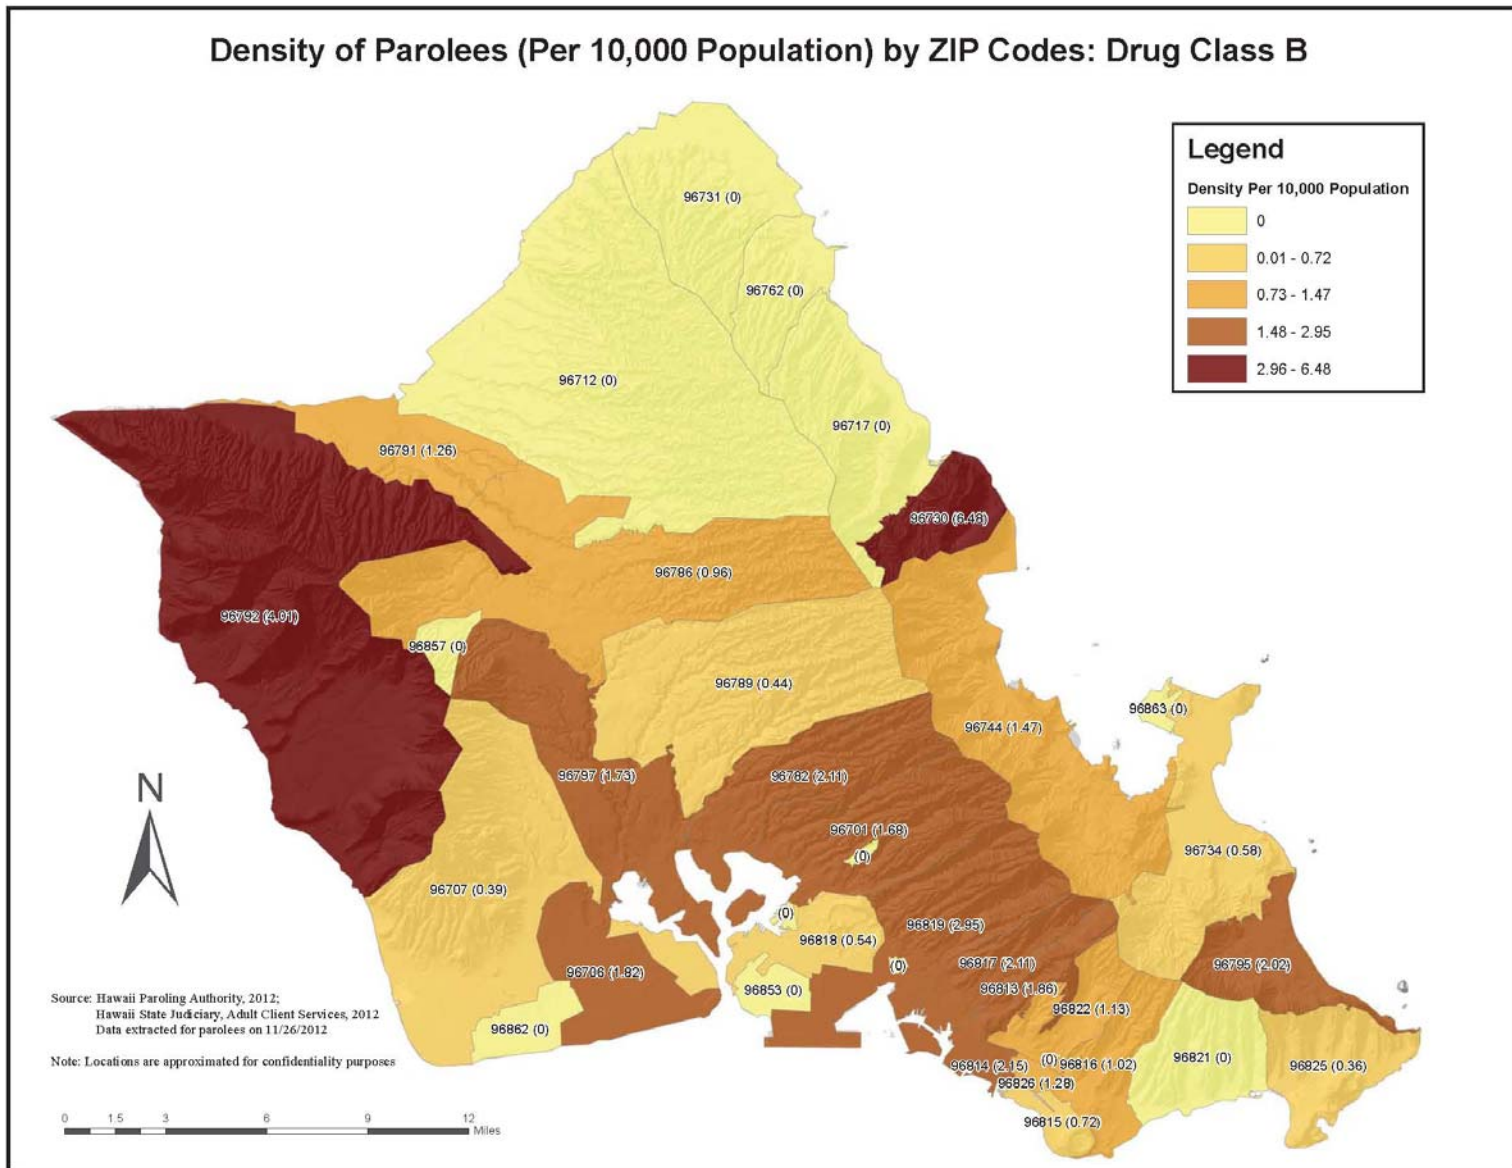 Density of Parolees (Per 10,000 Population) by ZIP Codes: Drug Class B
Legend
Density Per 10,000 Population
0
0.01 - 0.72
0.73 - 1.47
1.48 - 2.95
2.96 - 6.48
96731 (0)
96762 (0)
96712 (0)
96717 (0)
96791 (1.26)
96730 (6.48)
96786 (0.96)
96792 (4.01)
96857 (0)
96789 (0.44)
96863 (0)
96744 (1.47)
96797 (1.73)
96782 (2.11)
N
96701 (1.68)
(0)
96734 (0.58)
96707 (0.39)
(0)
96819 (2.95)
96818 (0.54)
96817 (2.11)
(0)
96795 (2.02)
96706 (1.82)
96813 (1.86)
96853 (0)
96822 (1.13)
96862 (0)
96821 (0)
(0)
96816 (1.02)
96814 (2.15)
96825 (0.36)
96826 (1.28)
96815 (0.72)
Source: Hawaii Paroling Authority, 2012;
Hawaii State Judiciary, Adult Client Services, 2012
Data extracted for parolees on 11/26/2012
Note: Locations are approximated for confidentiality purposes
0 1.5 3 6 9 12
Miles